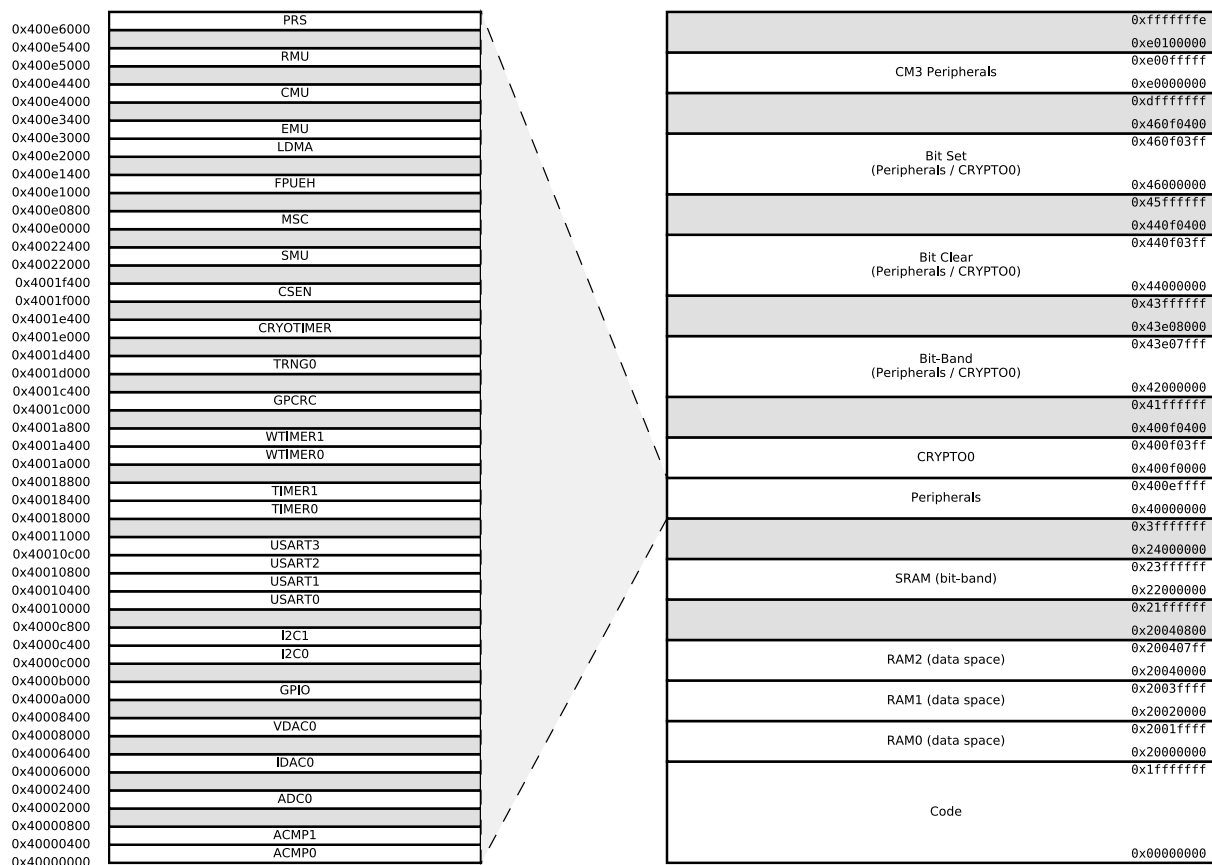 PRS
0x400e6000
0x400e5400
RMU
0x400e5000
0x400e4400
CMU
0x400e4000
0x400e3400
EMU
0x400e3000
LDMA
0x400e2000
0x400e1400
FPUEH
0x400e1000
0x400e0800
MSC
0x400e0000
0x40022400
SMU
0x40022000
0x4001f400
CSEN
0x4001f000
0x4001e400
CRYOTIMER
0x4001e000
0x4001d400
TRNG0
0x4001d000
0x4001c400
GPCRC
0x4001c000
0x4001a800
WTIMER1
0x4001a400
WTIMER0
0x4001a000
0x40018800
TIMER1
0x40018400
TIMER0
0x40018000
0x40011000
USART3
0x40010c00
USART2
0x40010800
USART1
0x40010400
USART0
0x40010000
0x4000c800
I2C1
0x4000c400
I2C0
0x4000c000
0x4000b000
GPIO
0x4000a000
0x40008400
VDAC0
0x40008000
0x40006400
IDAC0
0x40006000
0x40002400
ADC0
0x40002000
0x40000800
ACMP1
0x40000400
ACMP0
0x40000000
0xfffffffe
0xe0100000
0xe00fffff
CM3 Peripherals
0xe0000000
0xdfffffff
0x460f0400
0x460f03ff
Bit Set
(Peripherals / CRYPTO0)
0x46000000
0x45ffffff
0x440f0400
0x440f03ff
Bit Clear
(Peripherals / CRYPTO0)
0x44000000
0x43ffffff
0x43e08000
0x43e07fff
Bit-Band
(Peripherals / CRYPTO0)
0x42000000
0x41ffffff
0x400f0400
0x400f03ff
CRYPTO0
0x400f0000
0x400effff
Peripherals
0x40000000
0x3fffffff
0x24000000
0x23ffffff
SRAM (bit-band)
0x22000000
0x21ffffff
0x20040800
0x200407ff
RAM2 (data space)
0x20040000
0x2003ffff
RAM1 (data space)
0x20020000
0x2001ffff
RAM0 (data space)
0x20000000
0x1fffffff
Code
0x00000000